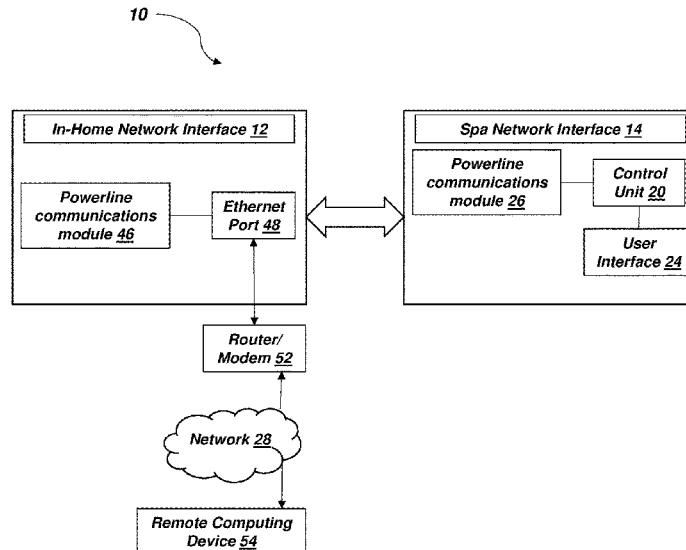 10
In-Home Network Interface 12
Powerline
communications
module 46
Ethernet
Port 48
Spa Network Interface 14
Powerline
communications
module 26
Control
Unit 20
User
Interface 24
Router/
Modem 52
Network 28
Remote Computing
Device 54